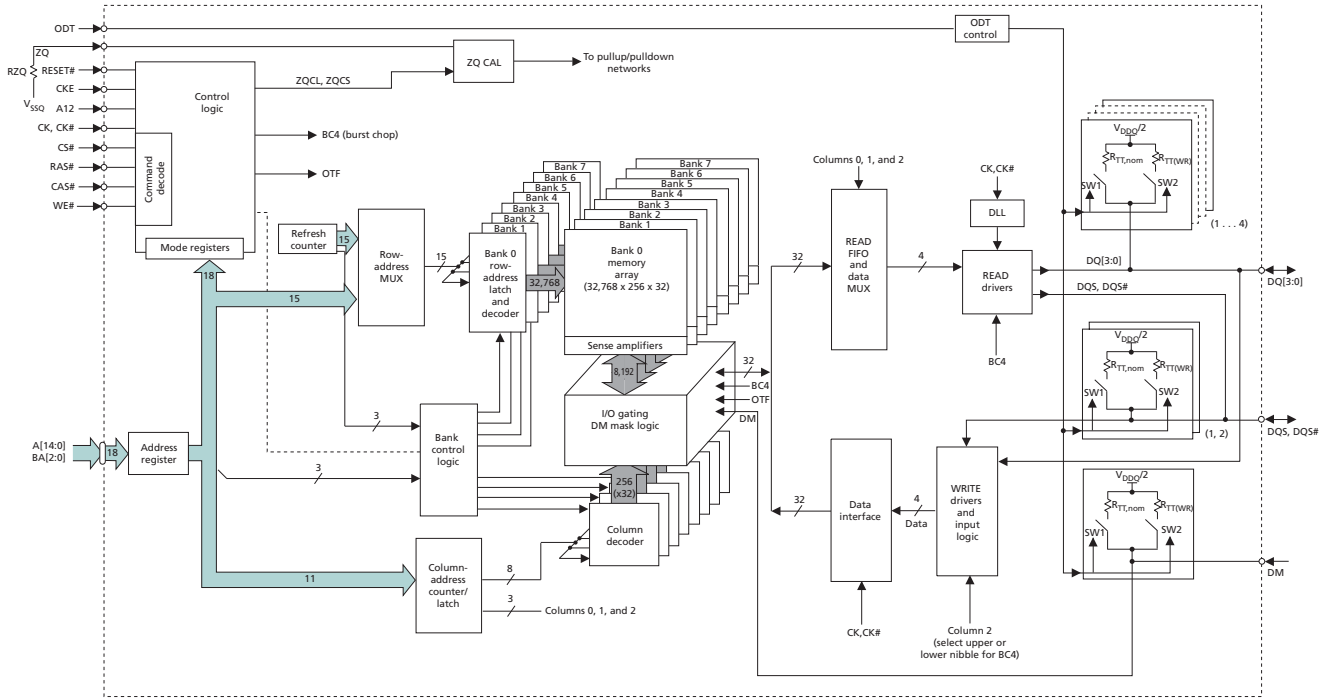 ODT
ODT
control
ZQ
RZQ
VSSQ
RESET#
CKE
A12
CK, CK#
CS#
RAS#
CAS#
WE#
Control
logic
Command
decode
Mode registers
ZQCL, ZQCS
ZQ CAL
To pullup/pulldown
networks
BC4 (burst chop)
OTF
Refresh
counter
15
18
15
Row-
address
MUX
15
Bank 7
Bank 6
Bank 5
Bank 4
Bank 3
Bank 2
Bank 1
Bank 0
row-
address
latch
and
decoder
32,768
Bank 7
Bank 6
Bank 5
Bank 4
Bank 3
Bank 2
Bank 1
Bank 0
memory
array
(32,768 x 256 x 32)
Sense amplifiers
8,192
I/O gating
DM mask logic
32
BC4
OTF
DM
A[14:0]
BA[2:0]
18
Address
register
3
3
Bank
control
logic
256
(x32)
Column
decoder
11
Column-
address
counter/
latch
8
3
Columns 0, 1, and 2
Columns 0, 1, and 2
32
READ
FIFO
and
data
MUX
4
CK,CK#
DLL
READ
drivers
BC4
DQ[3:0]
DQS, DQS#
DQ[3:0]
VDDQ/2
RTT,nom
RTT(WR)
SW1
SW2
(1 . . . 4)
VDDQ/2
RTT,nom
RTT(WR)
SW1
SW2
(1, 2)
DQS, DQS#
VDDQ/2
RTT,nom
RTT(WR)
SW1
SW2
DM
32
Data
interface
4
Data
WRITE
drivers
and
input
logic
CK,CK#
Column 2
(select upper or
lower nibble for BC4)